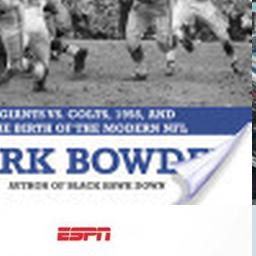 GIANTS VS. COLTS, 1958, AND
E BIRTH OF THE MODERN NFL
RK BOWDE
AUTHOR OF BLACK HAWK DOWN
ESPN